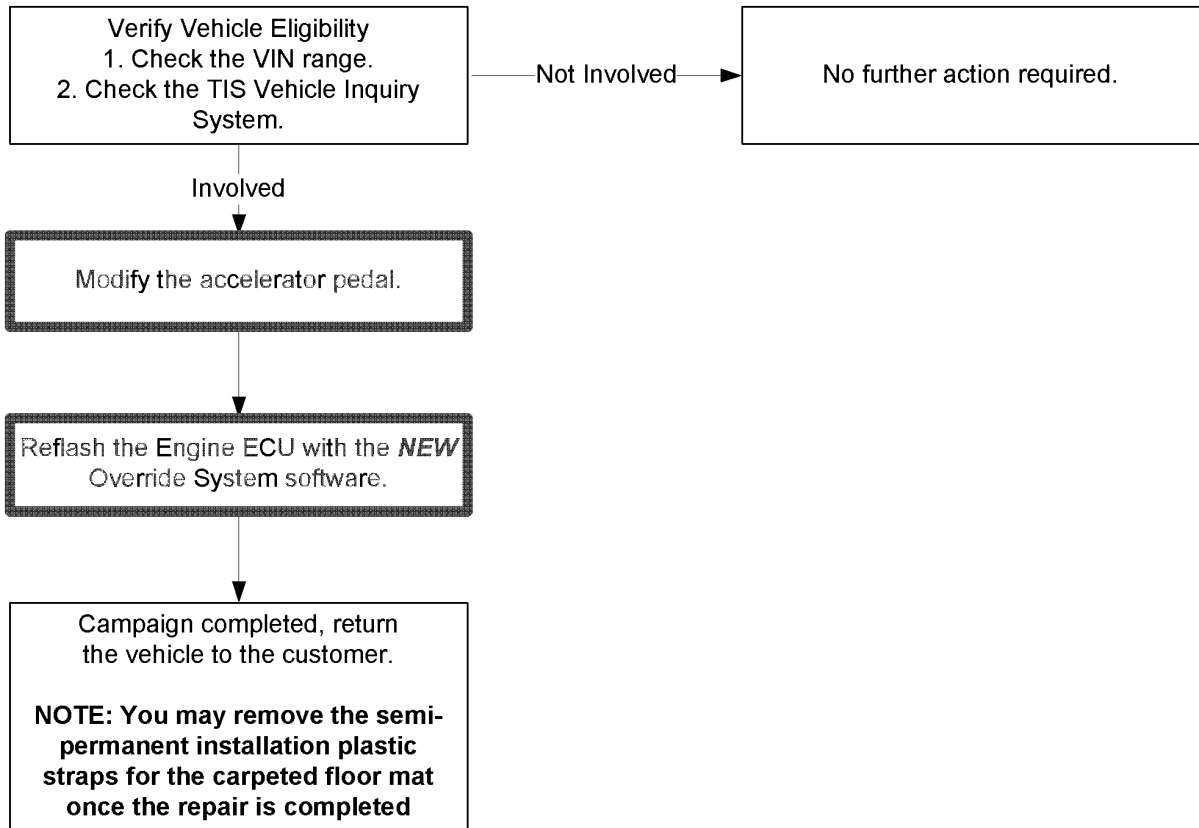 Verify Vehicle Eligibility
1. Check the VIN range.
2. Check the TIS Vehicle Inquiry
System.
Not Involved
No further action required.
Involved
Modify the accelerator pedal.
Reflash the Engine ECU with the NEW
Override System software.
Campaign completed, return
the vehicle to the customer.
NOTE: You may remove the semi-
permanent installation plastic
straps for the carpeted floor mat
once the repair is completed